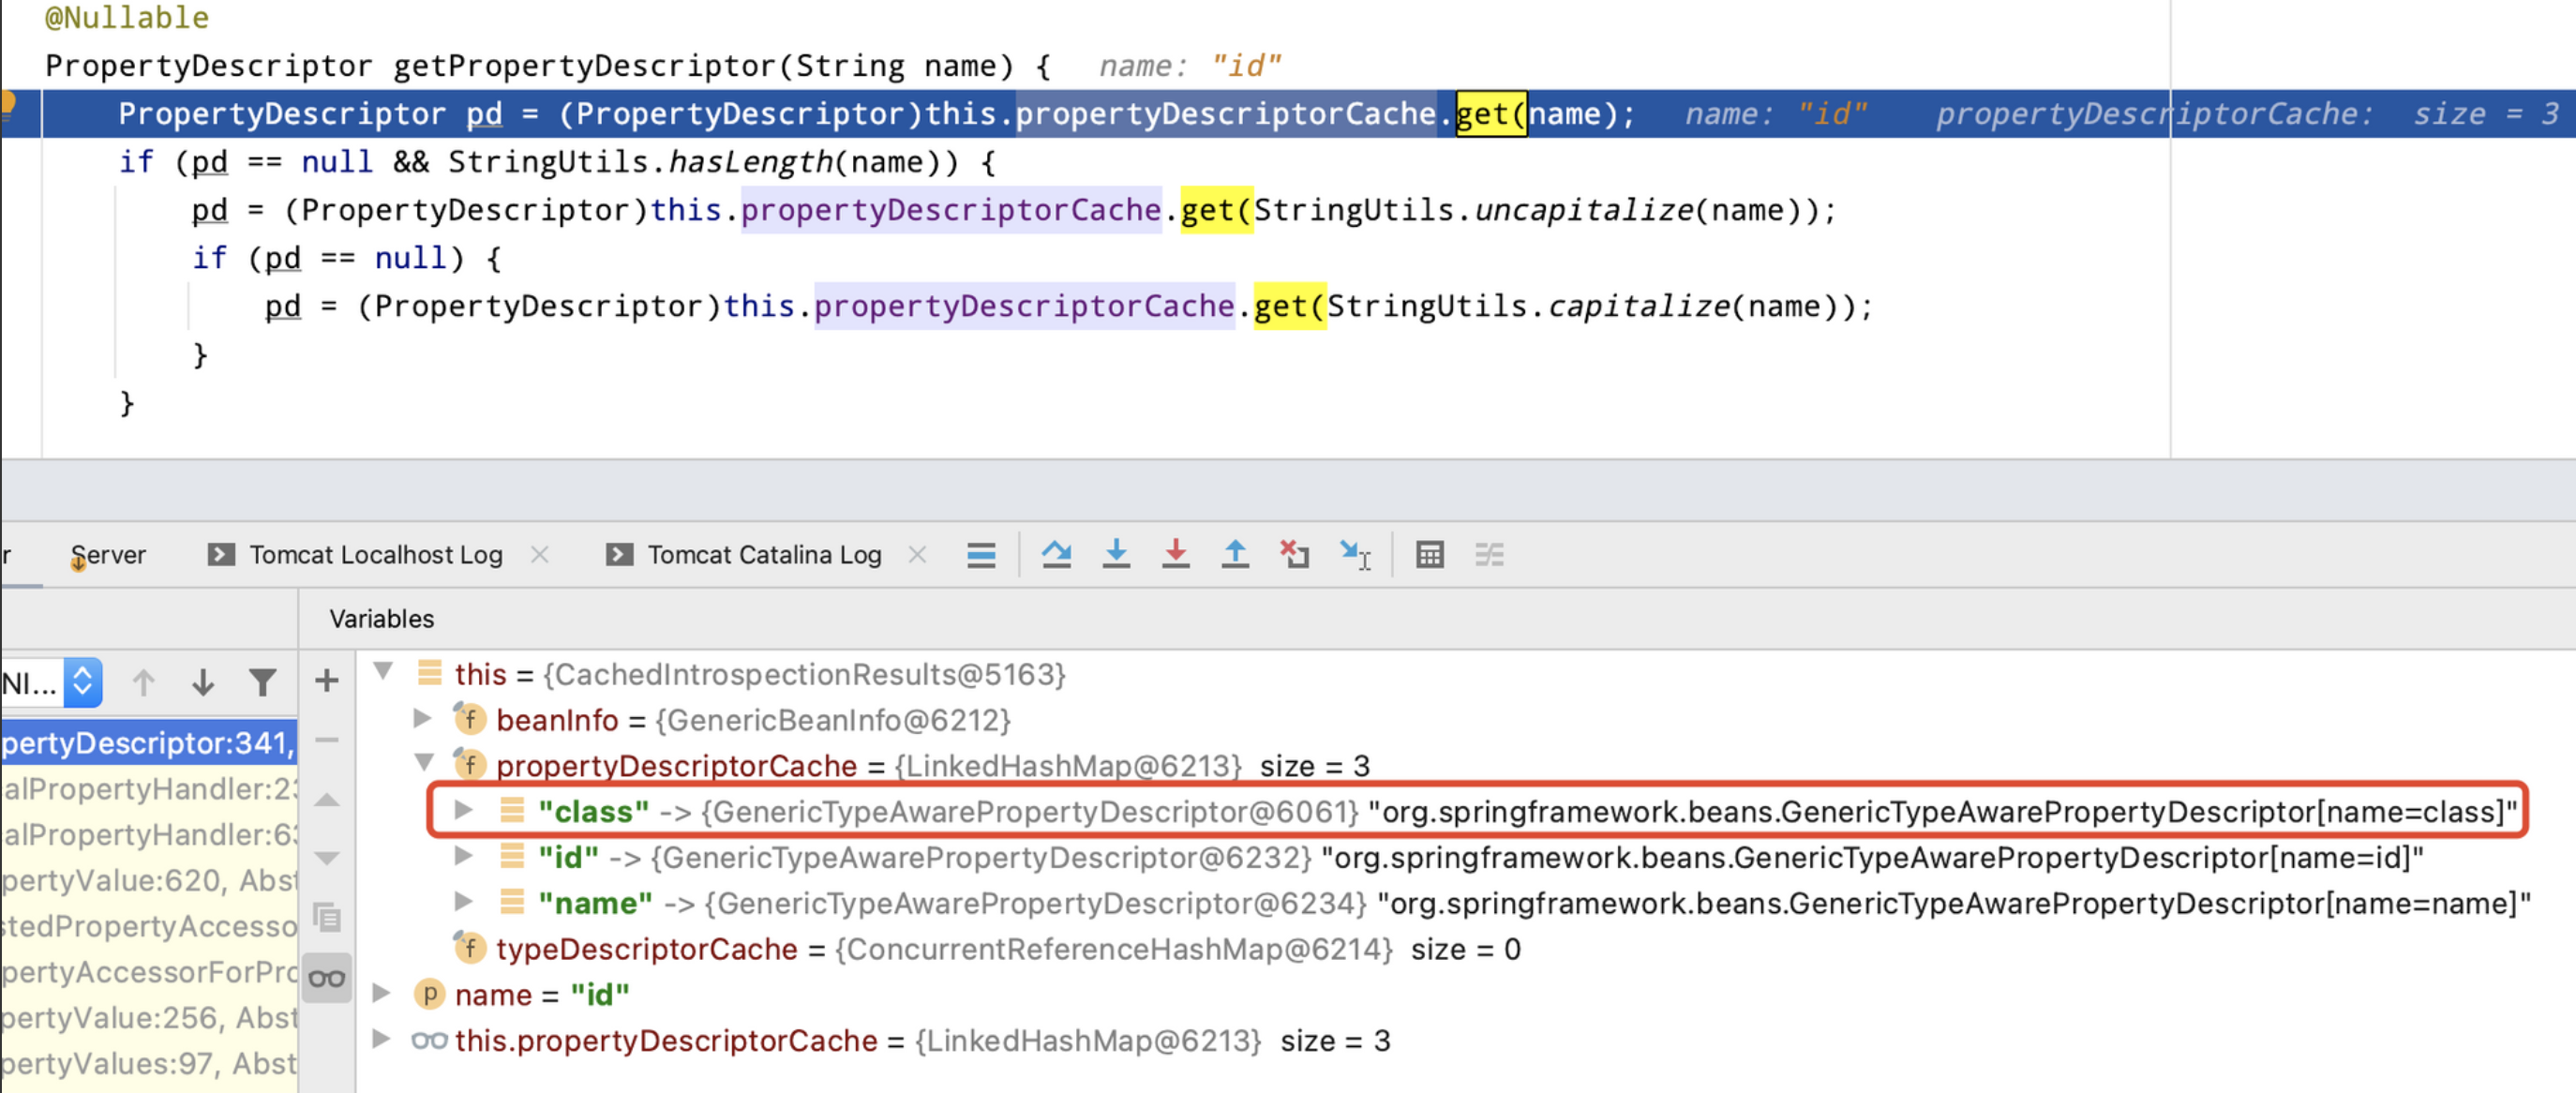 @Nullable
PropertyDescriptor getPropertyDescriptor(String name) {   name: "id"
PropertyDescriptor pd = (PropertyDescriptor)this.propertyDescriptorCache.get(name);   name: "id"   propertyDescriptorCache:  size = 3
if (pd == null && StringUtils.hasLength(name)) {
pd = (PropertyDescriptor)this.propertyDescriptorCache.get(StringUtils.uncapitalize(name));
if (pd == null) {
pd = (PropertyDescriptor)this.propertyDescriptorCache.get(StringUtils.capitalize(name));
}
}
r Server Tomcat Localhost Log Tomcat Catalina Log
Variables
NI...
pertyDescriptor:341,
alPropertyHandler:23
alPropertyHandler:63
pertyValue:620, Abst
stedPropertyAccesso
pertyAccessorForPro
pertyValue:256, Abst
pertyValues:97, Abst
this = {CachedIntrospectionResults@5163}
f beanInfo = {GenericBeanInfo@6212}
f propertyDescriptorCache = {LinkedHashMap@6213} size = 3
"class" -> {GenericTypeAwarePropertyDescriptor@6061} "org.springframework.beans.GenericTypeAwarePropertyDescriptor[name=class]"
"id" -> {GenericTypeAwarePropertyDescriptor@6232} "org.springframework.beans.GenericTypeAwarePropertyDescriptor[name=id]"
"name" -> {GenericTypeAwarePropertyDescriptor@6234} "org.springframework.beans.GenericTypeAwarePropertyDescriptor[name=name]"
f typeDescriptorCache = {ConcurrentReferenceHashMap@6214} size = 0
p name = "id"
this.propertyDescriptorCache = {LinkedHashMap@6213} size = 3